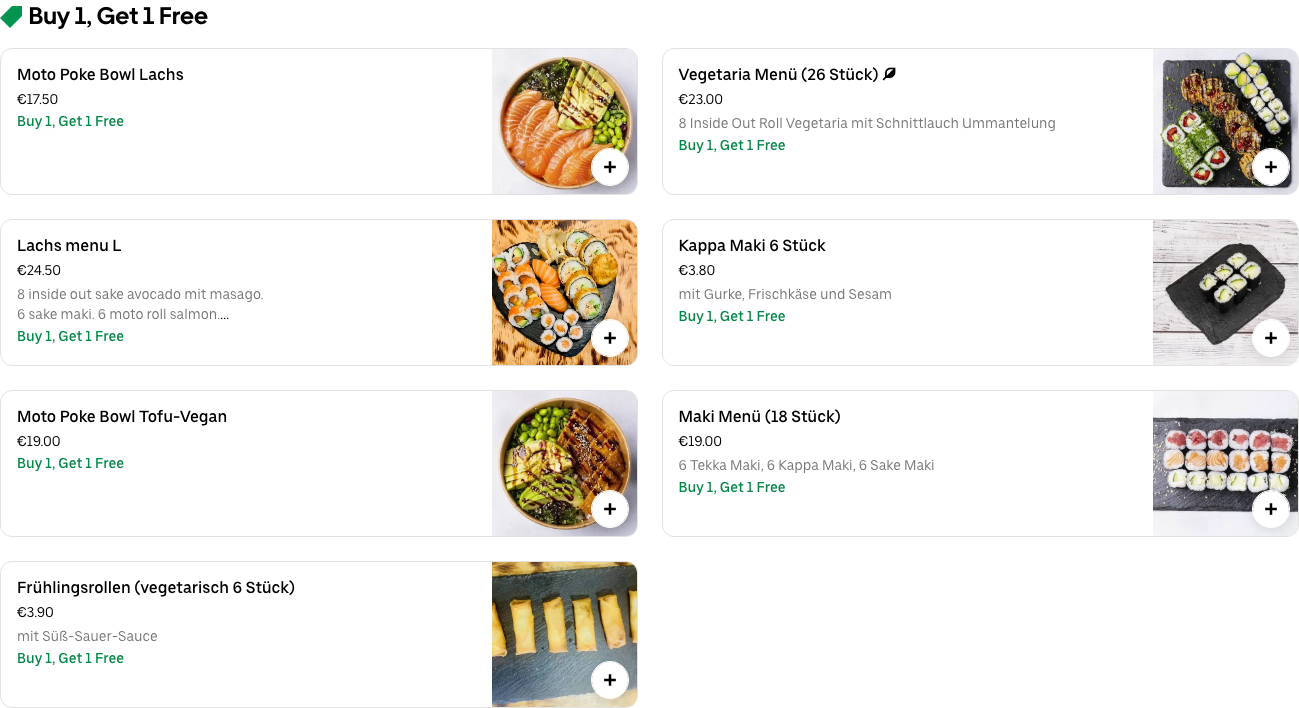 Buy 1, Get 1 Free
Moto Poke Bowl Lachs
€17.50
Buy 1, Get 1 Free
Vegetaria Menü (26 Stück)
€23.00
8 Inside Out Roll Vegetaria mit Schnittlauch Ummantelung
Buy 1, Get 1 Free
Lachs menu L
€24.50
8 inside out sake avocado mit masago.
6 sake maki. 6 moto roll salmon....
Buy 1, Get 1 Free
Kappa Maki 6 Stück
€3.80
mit Gurke, Frischkäse und Sesam
Buy 1, Get 1 Free
Moto Poke Bowl Tofu-Vegan
€19.00
Buy 1, Get 1 Free
Maki Menü (18 Stück)
€19.00
6 Tekka Maki, 6 Kappa Maki, 6 Sake Maki
Buy 1, Get 1 Free
Frühlingsrollen (vegetarisch 6 Stück)
€3.90
mit Süß-Sauer-Sauce
Buy 1, Get 1 Free